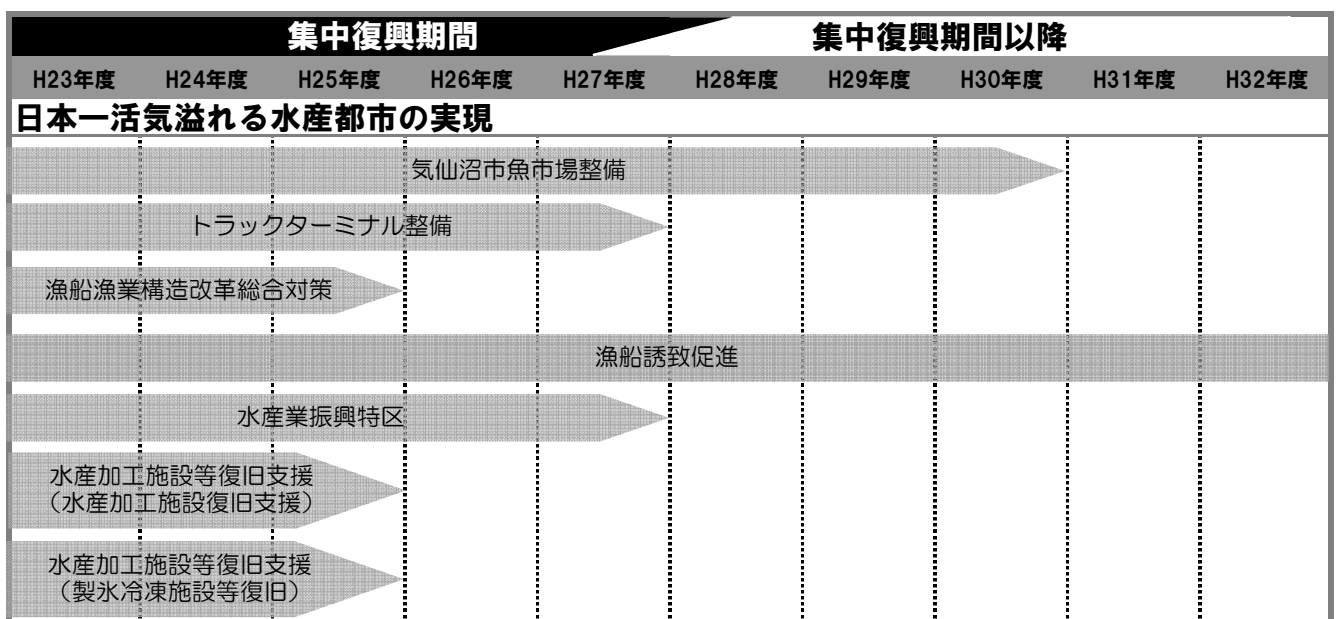 集中復興期間 集中復興期間以降
H23年度 H24年度 H25年度 H26年度 H27年度 H28年度 H29年度 H30年度 H31年度 H32年度
日本一活気溢れる水産都市の実現
気仙沼市魚市場整備
トラックターミナル整備
漁船漁業構造改革総合対策
漁船誘致促進
水産業振興特区
水産加工施設等復旧支援
（水産加工施設復旧支援）
水産加工施設等復旧支援
（製氷冷凍施設等復旧）